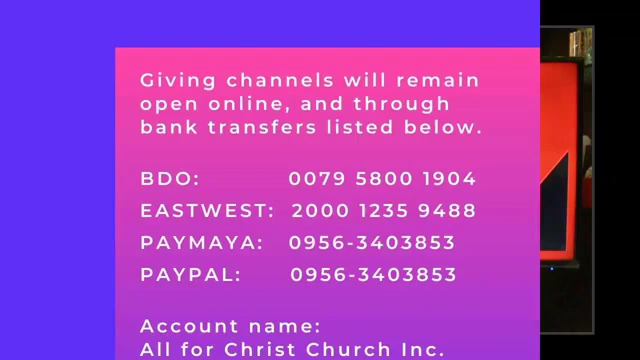 Giving channels will remain
open online, and through
bank transfers listed below.
BDO: 0079 5800 1904
EASTWEST: 2000 1235 9488
PAYMAYA: 0956-3403853
PAYPAL: 0956-3403853
Account name:
All for Christ Church Inc.